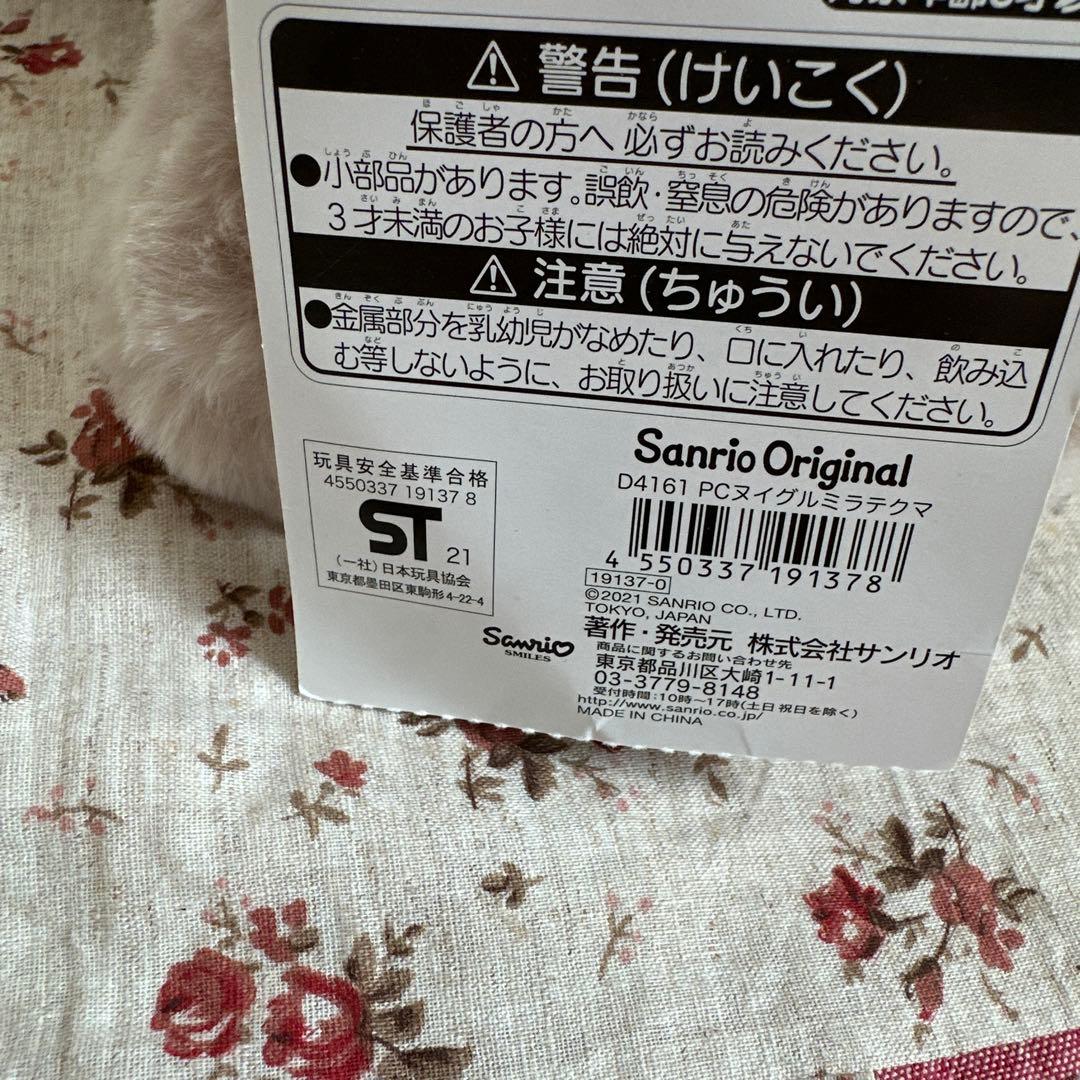 警告(けいこく)
保護者の方へ 必ずお読みください。
●小部品があります。誤飲・窒息の危険がありますので、
3才未満のお子様には絶対に与えないでください。
注意(ちゅうい)
●金属部分を乳幼児がなめたり、口に入れたり、飲み込
む等しないように、お取り扱いに注意してください。
玩具安全基準合格
4550337 19137 8
ST 21
(一社)日本玩具協会
東京都墨田区東駒形4-22-4
Sanrio Original
D4161 PCヌイグルミラテクマ
4 550337 191378
19137-0
©2021 SANRIO CO., LTD.
TOKYO, JAPAN
Sanrio
SMILES
著作・発売元 株式会社サンリオ
商品に関するお問い合わせ先
東京都品川区大崎1-11-1
03-3779-8148
受付時間:10時～17時(土日 祝日を除く)
http://www.sanrio.co.jp/
MADE IN CHINA